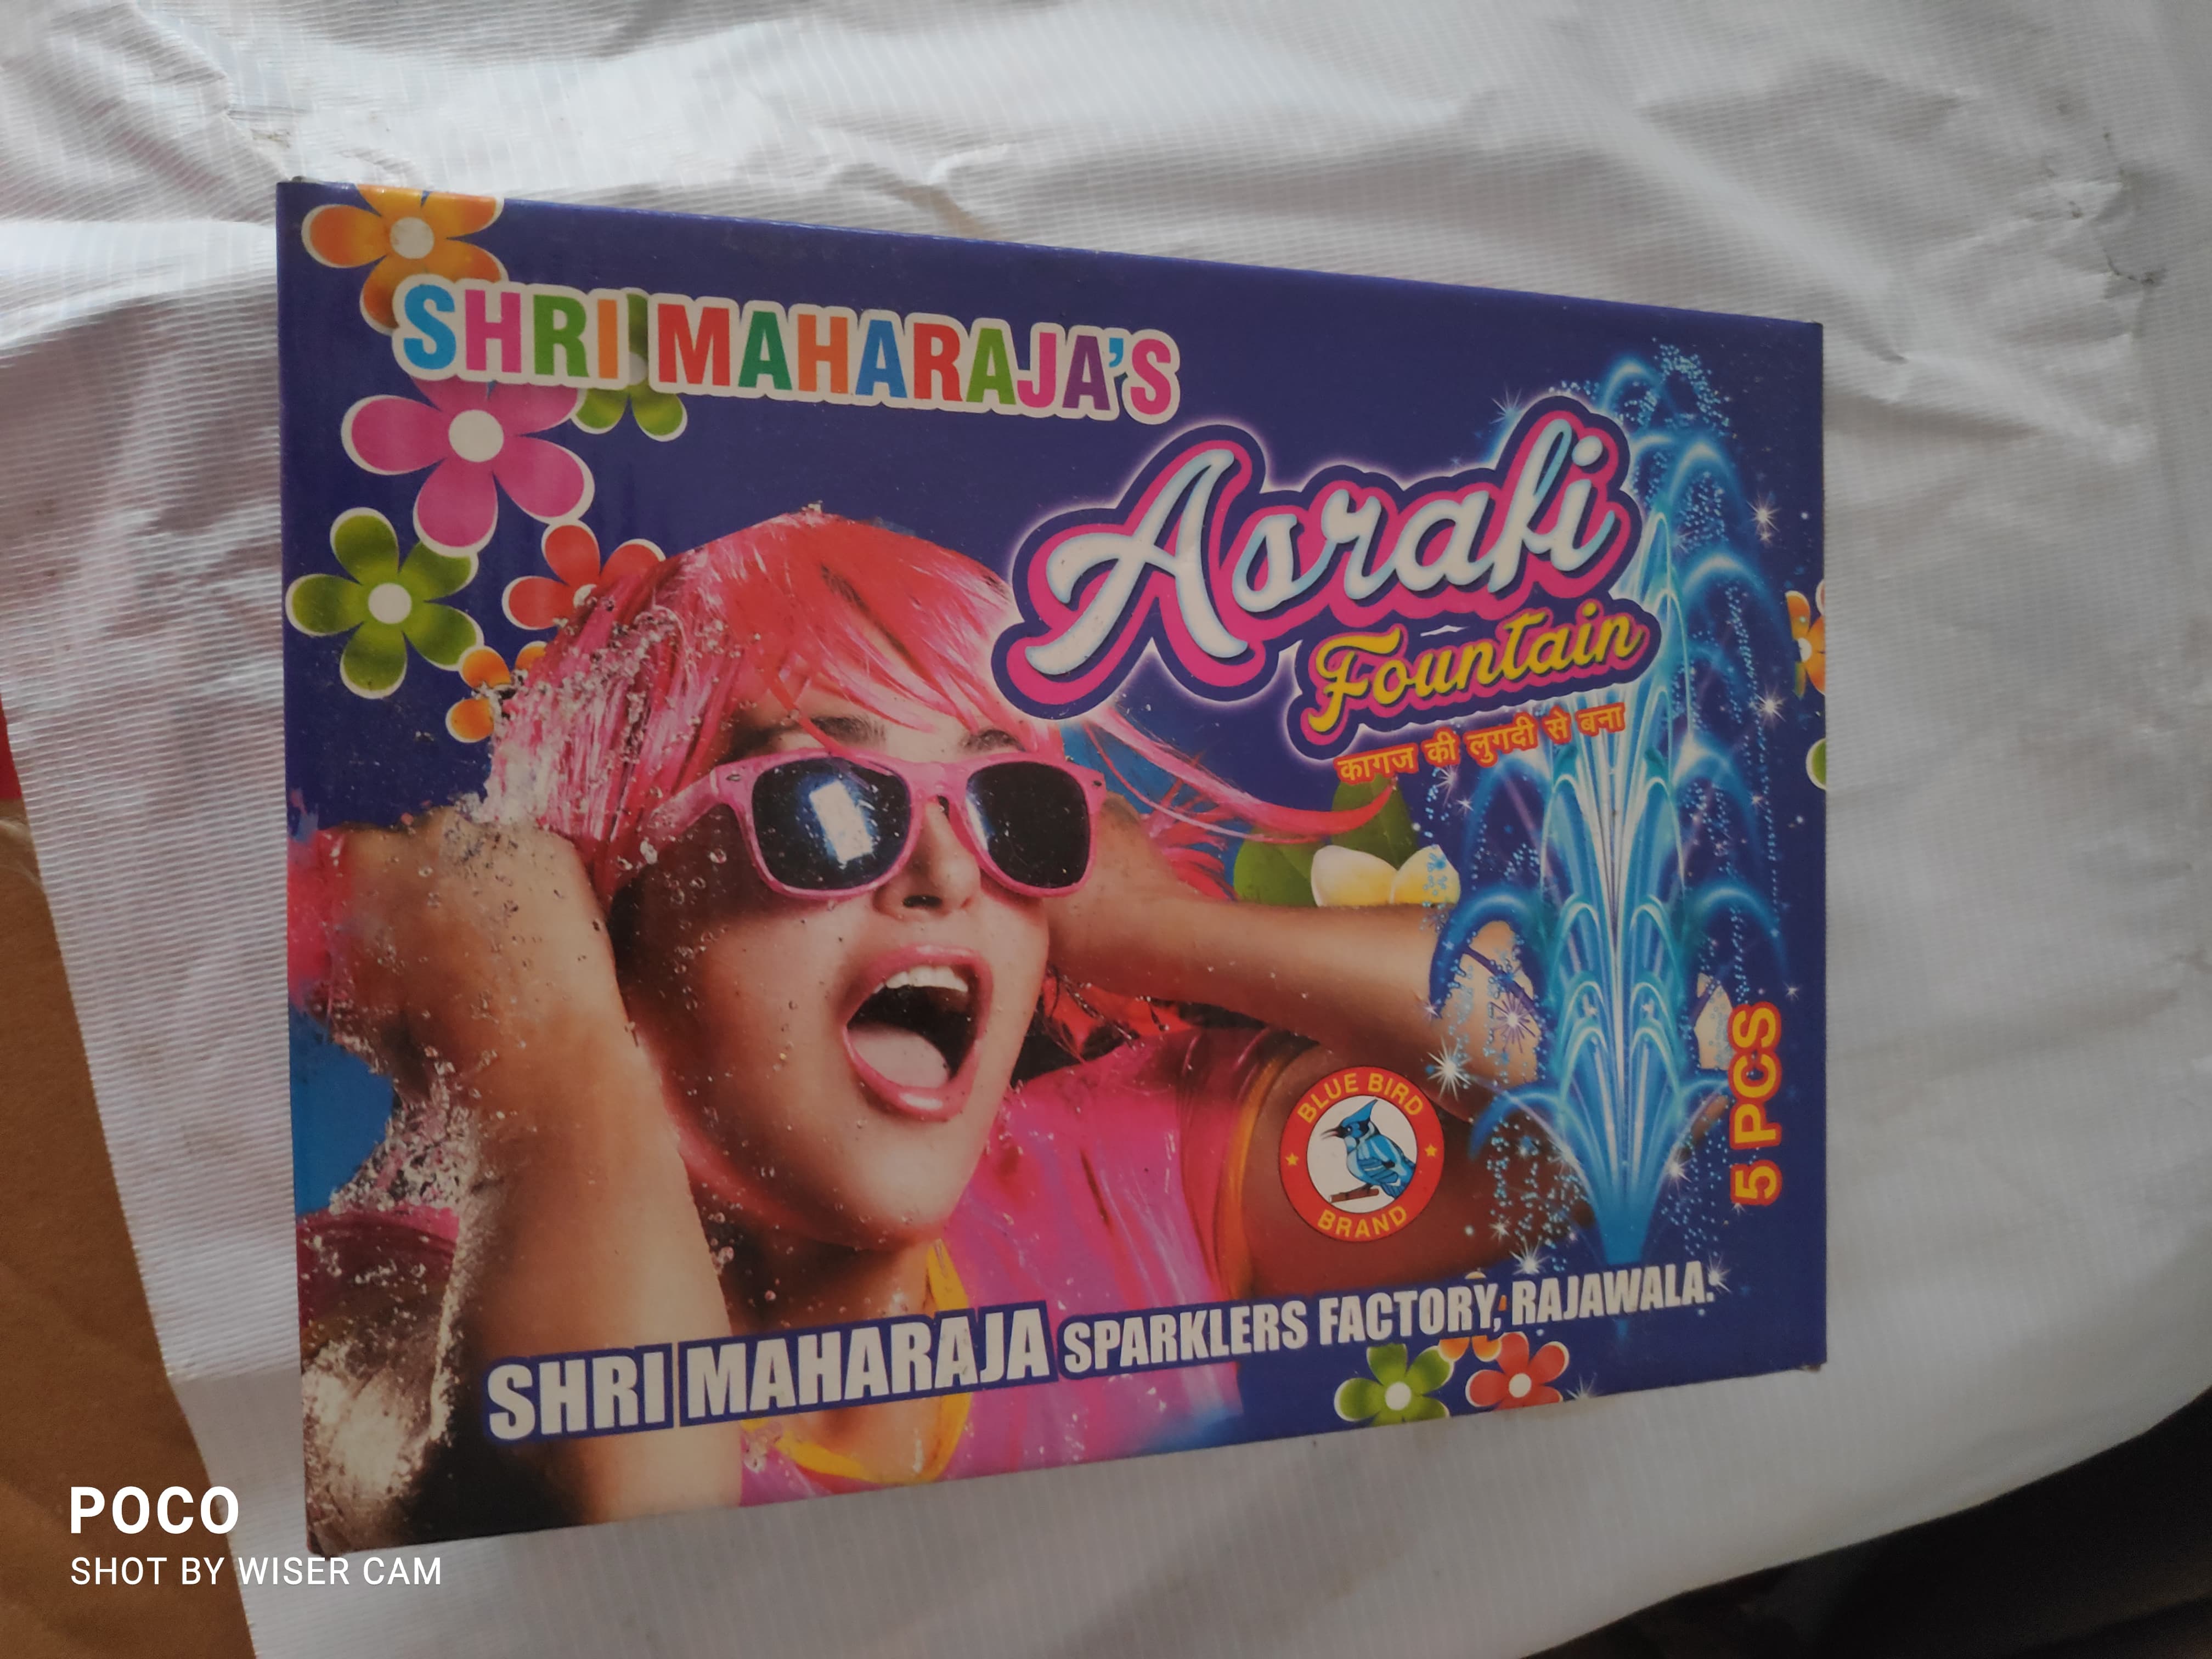 SHRI MAHARAJA'S
Asrafi
Fountain
कागज की लुगदी से बना
BLUE BIRD
BRAND
5 PCS
SHRI MAHARAJA SPARKLERS FACTORY, RAJAWALA.
POCO
SHOT BY WISER CAM